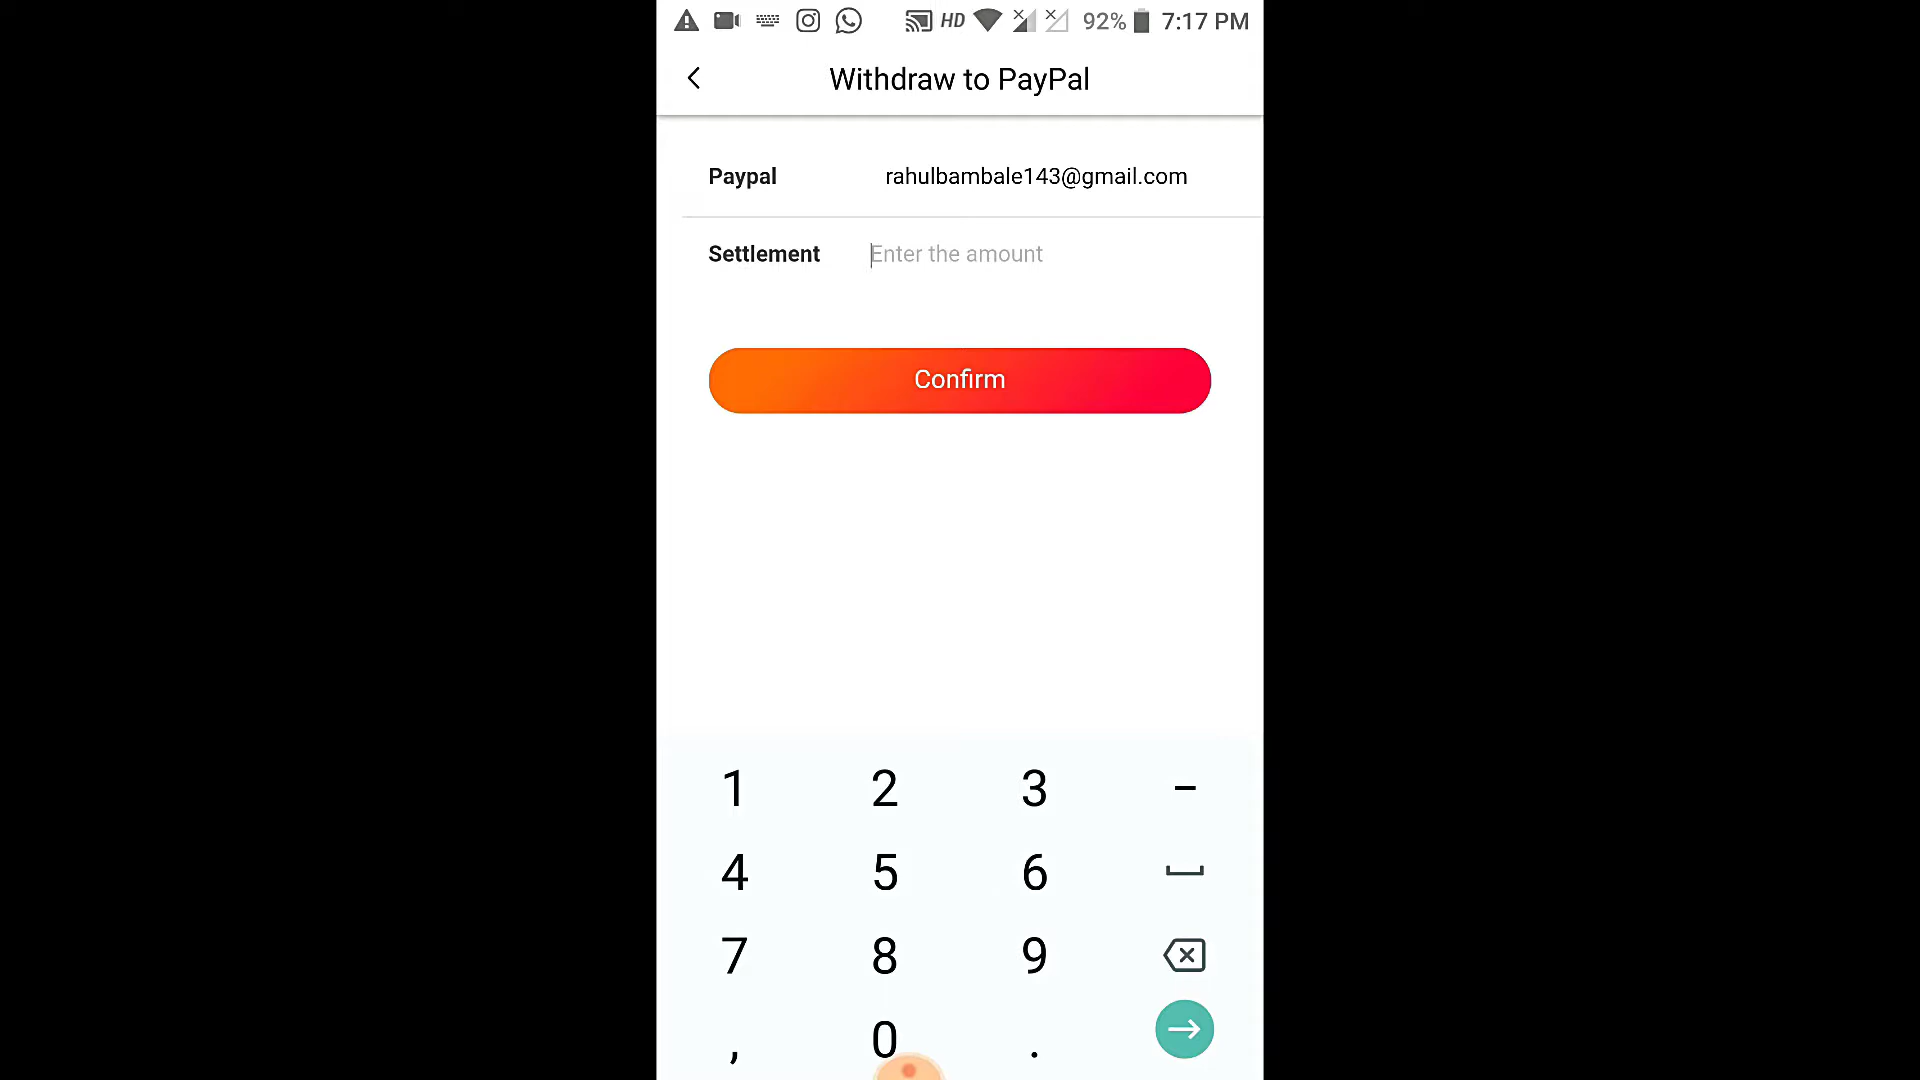 HD 92% 7:17 PM
Withdraw to PayPal
Paypal rahulbambale143@gmail.com
Settlement Enter the amount
Confirm
1 2 3 -
4 5 6
7 8 9
, 0 .